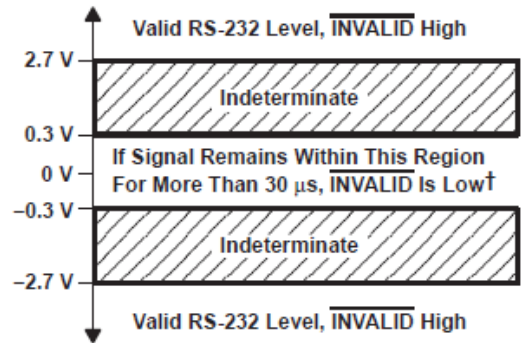 Valid RS-232 Level, INVALID High
2.7 V
Indeterminate
0.3 V
If Signal Remains Within This Region
0 V
For More Than 30 µs, INVALID Is Low†
–0.3 V
Indeterminate
–2.7 V
Valid RS-232 Level, INVALID High